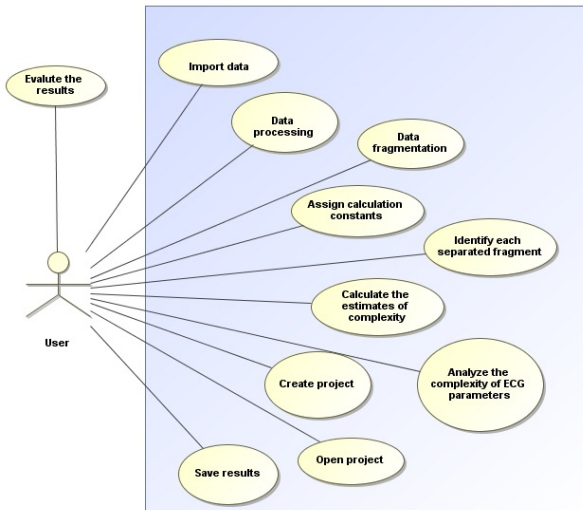 Evalute the
results
Import data
Data
processing
Data
fragmentation
Assign calculation
constants
Identify each
separated fragment
Calculate the
estimates of
complexity
User
Analyze the
complexity of ECG
parameters
Create project
Open project
Save results